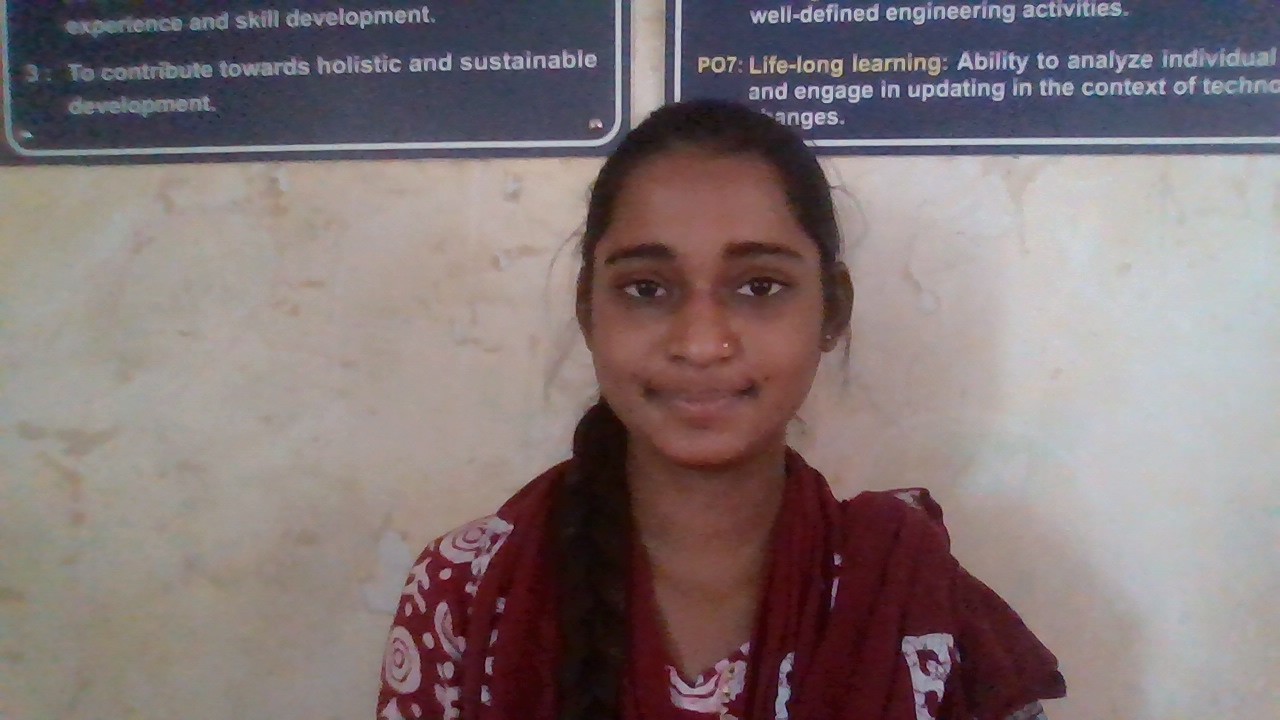 experience and skill development.
3 : To contribute towards holistic and sustainable
development.
well-defined engineering activities.
PO7: Life-long learning: Ability to analyze individual
and engage in updating in the context of techno
anges.